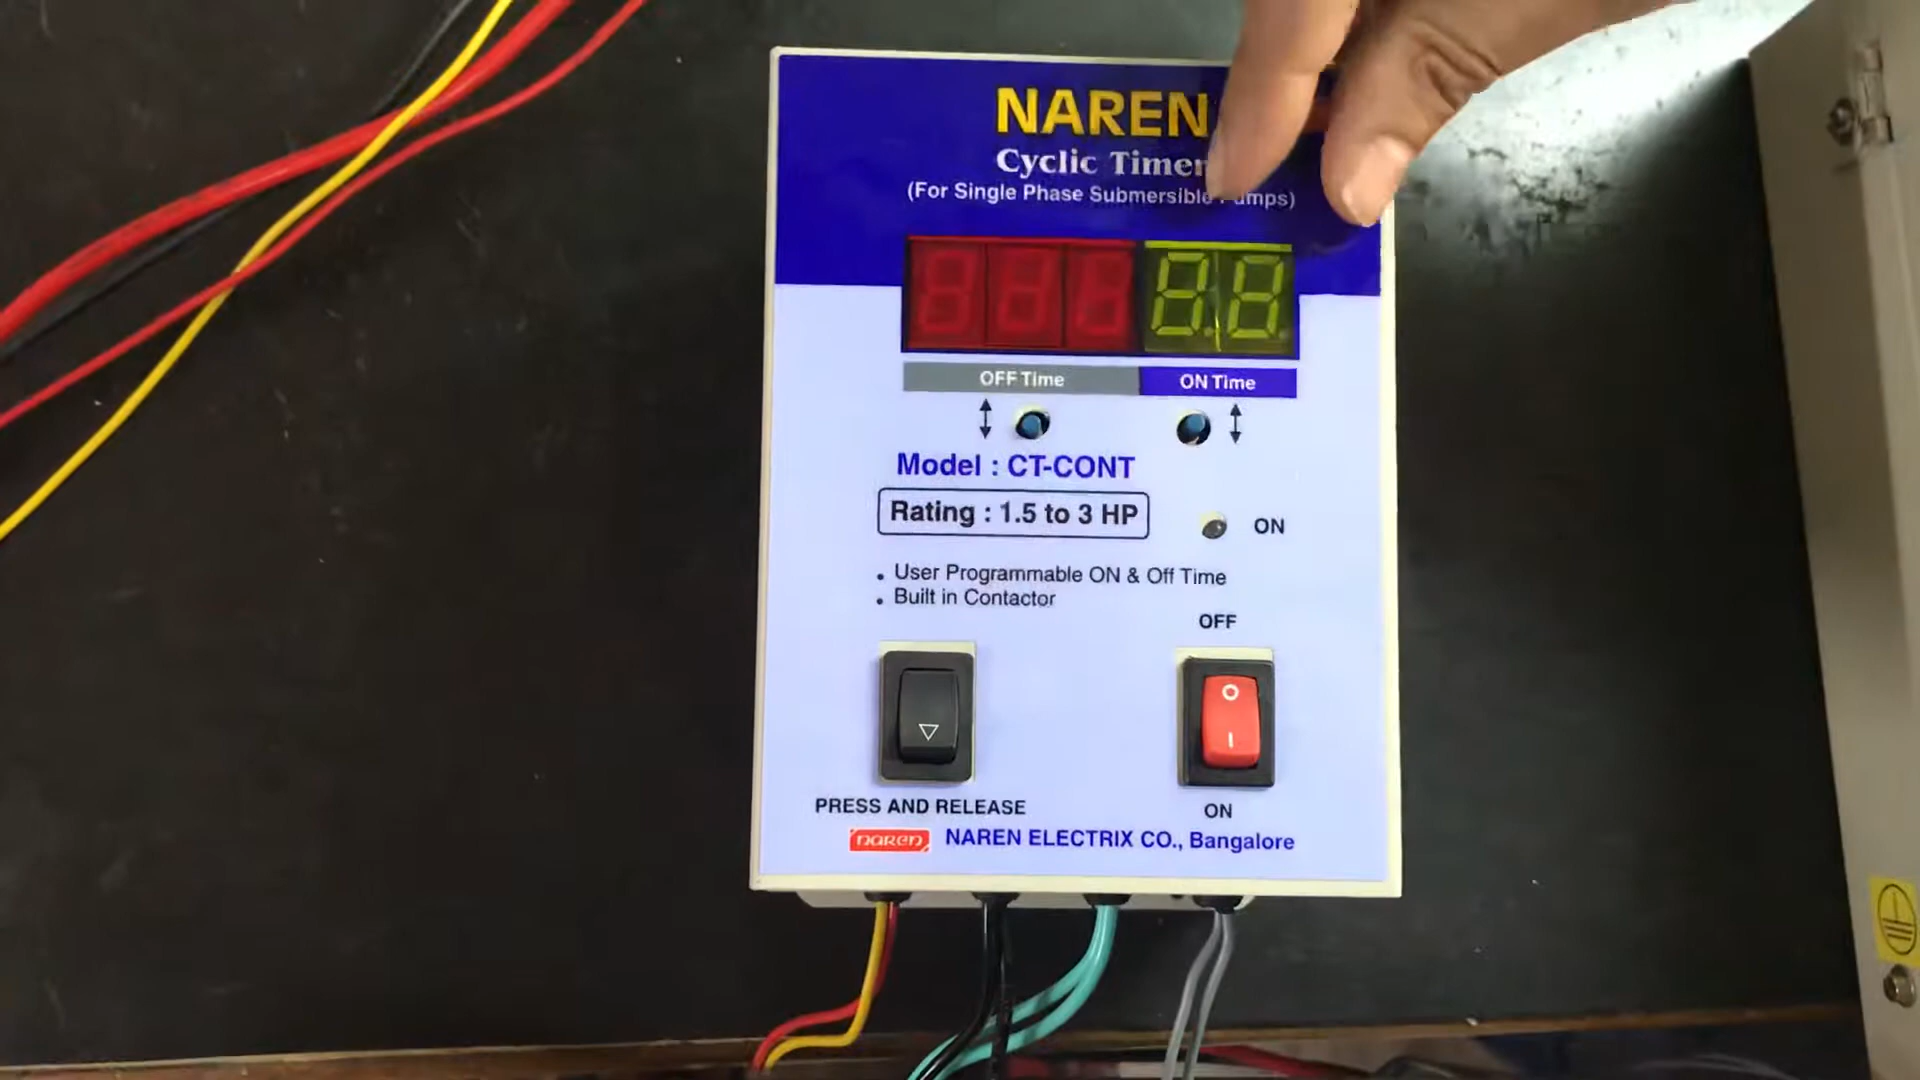 NAREN
Cyclic Timer
(For Single Phase Submersible Pumps)
OFF Time
ON Time
Model : CT-CONT
Rating : 1.5 to 3 HP
ON
. User Programmable ON & Off Time
. Built in Contactor
OFF
PRESS AND RELEASE
ON
naren NAREN ELECTRIX CO., Bangalore